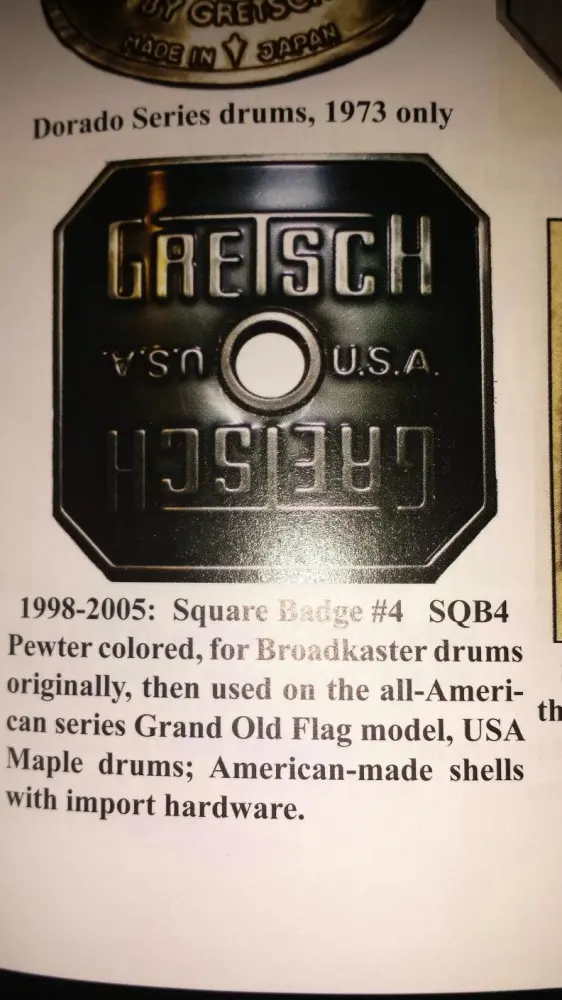 BY GRETSCH
MADE IN JAPAN
Dorado Series drums, 1973 only
GRETSCH
U.S.A. U.S.A.
GRETSCH
1998-2005: Square Badge #4 SQB4
Pewter colored, for Broadkaster drums
originally, then used on the all-Ameri-
can series Grand Old Flag model, USA
Maple drums; American-made shells
with import hardware.
th